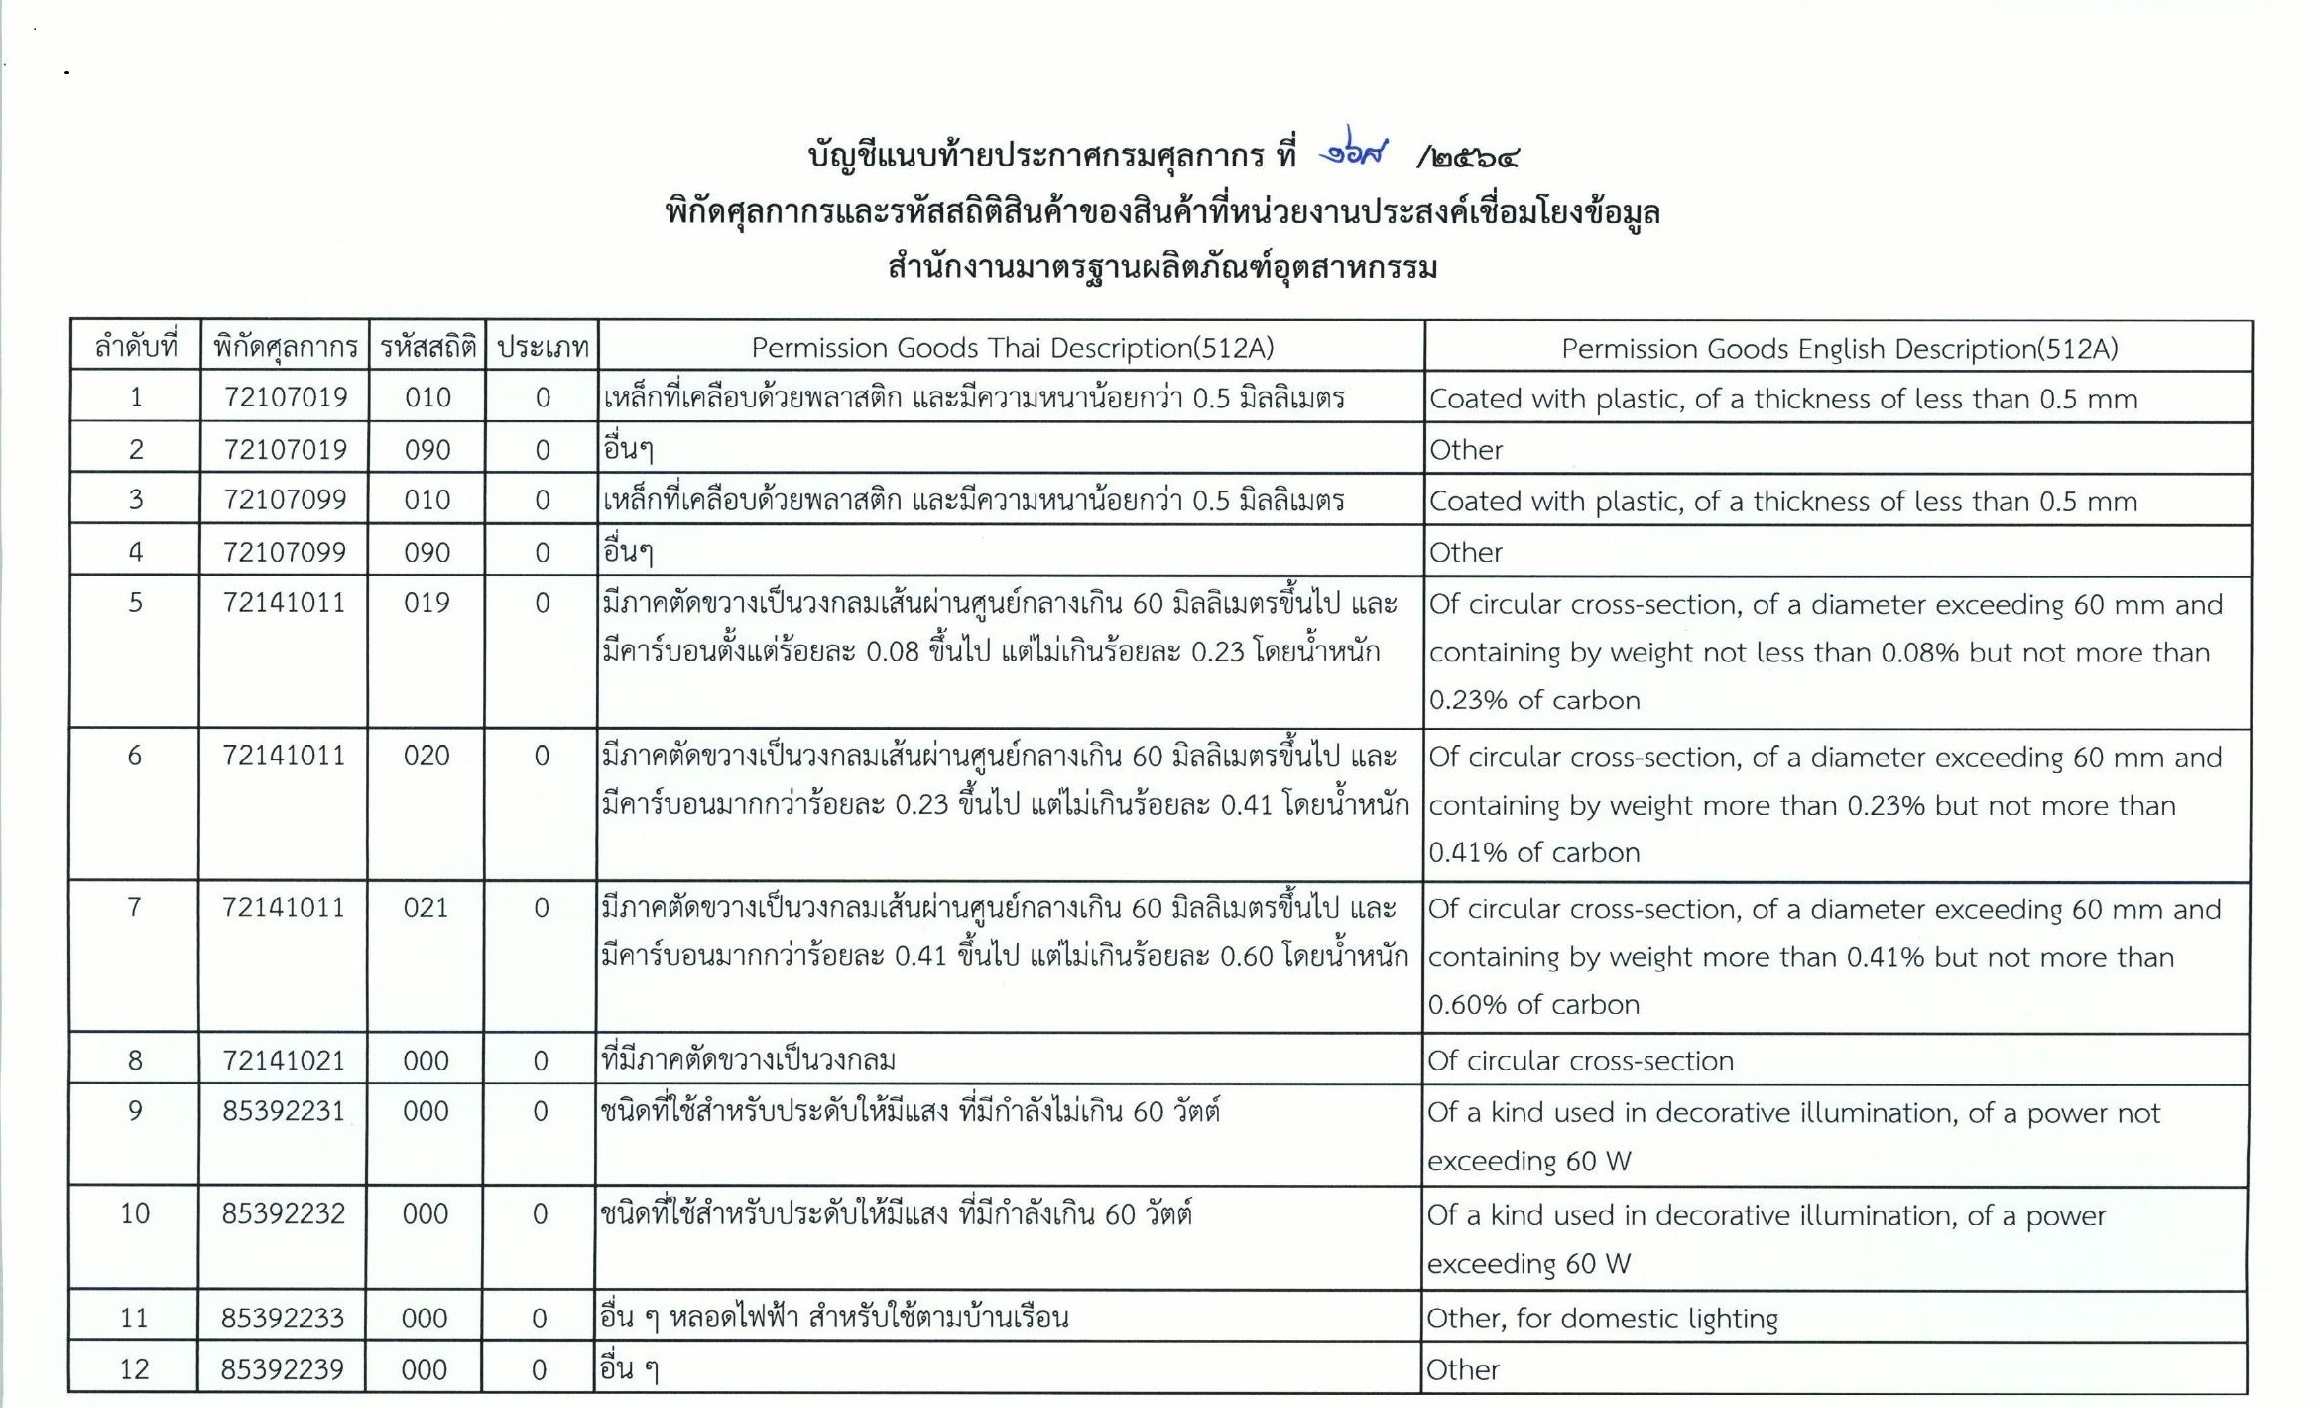 บัญชีแนบท้ายประกาศกรมศุลกากร ที่ ๑๖๙ /๒๕๖๔
พิกัดศุลกากรและรหัสสถิติสินค้าของสินค้าที่หน่วยงานประสงค์เชื่อมโยงข้อมูล
สำนักงานมาตรฐานผลิตภัณฑ์อุตสาหกรรม
ลำดับที่ พิกัดศุลกากร รหัสสถิติ ประเภท Permission Goods Thai Description(512A) Permission Goods English Description(512A)
1 72107019 010 0 เหล็กที่เคลือบด้วยพลาสติก และมีความหนาน้อยกว่า 0.5 มิลลิเมตร Coated with plastic, of a thickness of less than 0.5 mm
2 72107019 090 0 อื่นๆ Other
3 72107099 010 0 เหล็กที่เคลือบด้วยพลาสติก และมีความหนาน้อยกว่า 0.5 มิลลิเมตร Coated with plastic, of a thickness of less than 0.5 mm
4 72107099 090 0 อื่นๆ Other
5 72141011 019 0 มีภาคตัดขวางเป็นวงกลมเส้นผ่านศูนย์กลางเกิน 60 มิลลิเมตรขึ้นไป และ Of circular cross-section, of a diameter exceeding 60 mm and
มีคาร์บอนตั้งแต่ร้อยละ 0.08 ขึ้นไป แต่ไม่เกินร้อยละ 0.23 โดยน้ำหนัก containing by weight not less than 0.08% but not more than
0.23% of carbon
6 72141011 020 0 มีภาคตัดขวางเป็นวงกลมเส้นผ่านศูนย์กลางเกิน 60 มิลลิเมตรขึ้นไป และ Of circular cross-section, of a diameter exceeding 60 mm and
มีคาร์บอนมากกว่าร้อยละ 0.23 ขึ้นไป แต่ไม่เกินร้อยละ 0.41 โดยน้ำหนัก containing by weight more than 0.23% but not more than
0.41% of carbon
7 72141011 021 0 มีภาคตัดขวางเป็นวงกลมเส้นผ่านศูนย์กลางเกิน 60 มิลลิเมตรขึ้นไป และ Of circular cross-section, of a diameter exceeding 60 mm and
มีคาร์บอนมากกว่าร้อยละ 0.41 ขึ้นไป แต่ไม่เกินร้อยละ 0.60 โดยน้ำหนัก containing by weight more than 0.41% but not more than
0.60% of carbon
8 72141021 000 0 ที่มีภาคตัดขวางเป็นวงกลม Of circular cross-section
9 85392231 000 0 ชนิดที่ใช้สำหรับประดับให้มีแสง ที่มีกำลังไม่เกิน 60 วัตต์ Of a kind used in decorative illumination, of a power not
exceeding 60 W
10 85392232 000 0 ชนิดที่ใช้สำหรับประดับให้มีแสง ที่มีกำลังเกิน 60 วัตต์ Of a kind used in decorative illumination, of a power
exceeding 60 W
11 85392233 000 0 อื่น ๆ หลอดไฟฟ้า สำหรับใช้ตามบ้านเรือน Other, for domestic lighting
12 85392239 000 0 อื่น ๆ Other